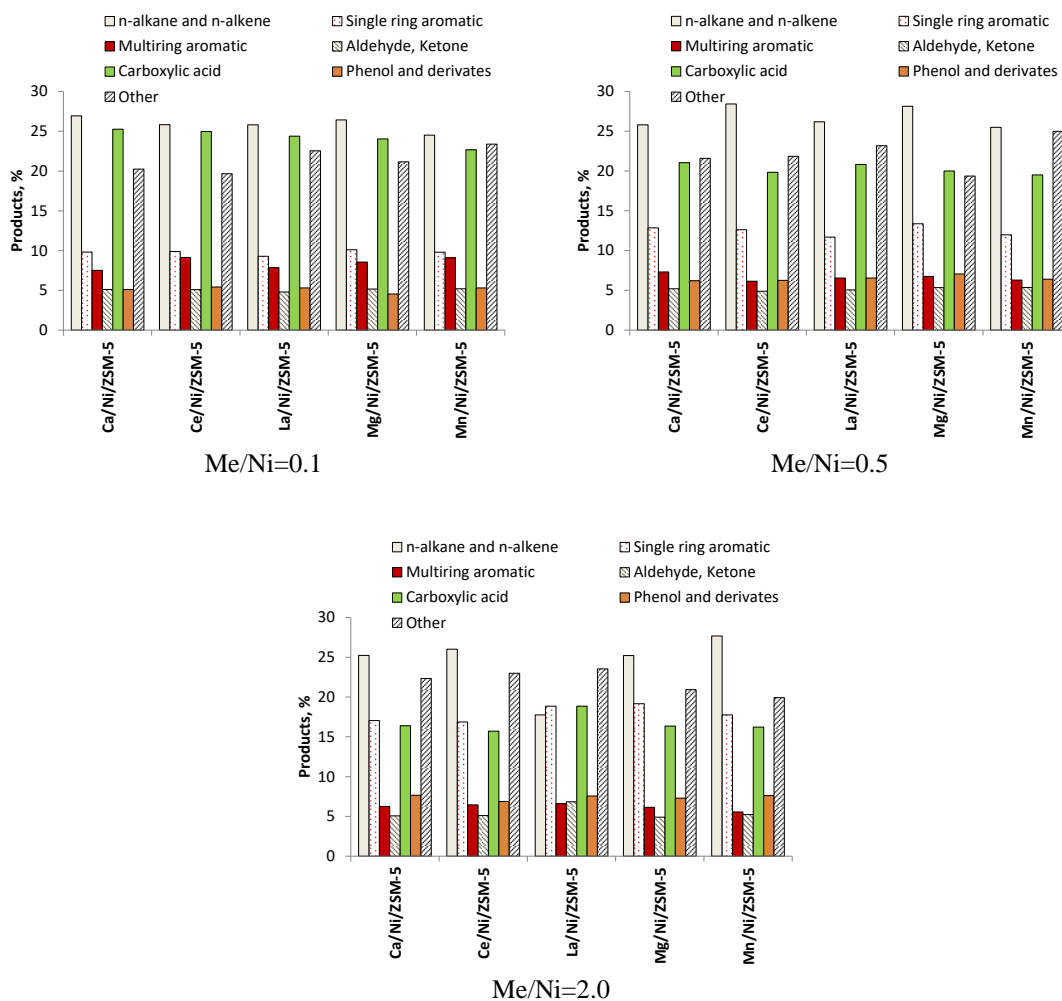 n-alkane and n-alkene Single ring aromatic
Multiring aromatic Aldehyde, Ketone
Carboxylic acid Phenol and derivates
Other
Products, %
30
25
20
15
10
5
0
Ca/Ni/ZSM-5
Ce/Ni/ZSM-5
La/Ni/ZSM-5
Mg/Ni/ZSM-5
Mn/Ni/ZSM-5
Me/Ni=0.1
n-alkane and n-alkene Single ring aromatic
Multiring aromatic Aldehyde, Ketone
Carboxylic acid Phenol and derivates
Other
Products, %
30
25
20
15
10
5
0
Ca/Ni/ZSM-5
Ce/Ni/ZSM-5
La/Ni/ZSM-5
Mg/Ni/ZSM-5
Mn/Ni/ZSM-5
Me/Ni=0.5
n-alkane and n-alkene Single ring aromatic
Multiring aromatic Aldehyde, Ketone
Carboxylic acid Phenol and derivates
Other
Products, %
30
25
20
15
10
5
0
Ca/Ni/ZSM-5
Ce/Ni/ZSM-5
La/Ni/ZSM-5
Mg/Ni/ZSM-5
Mn/Ni/ZSM-5
Me/Ni=2.0